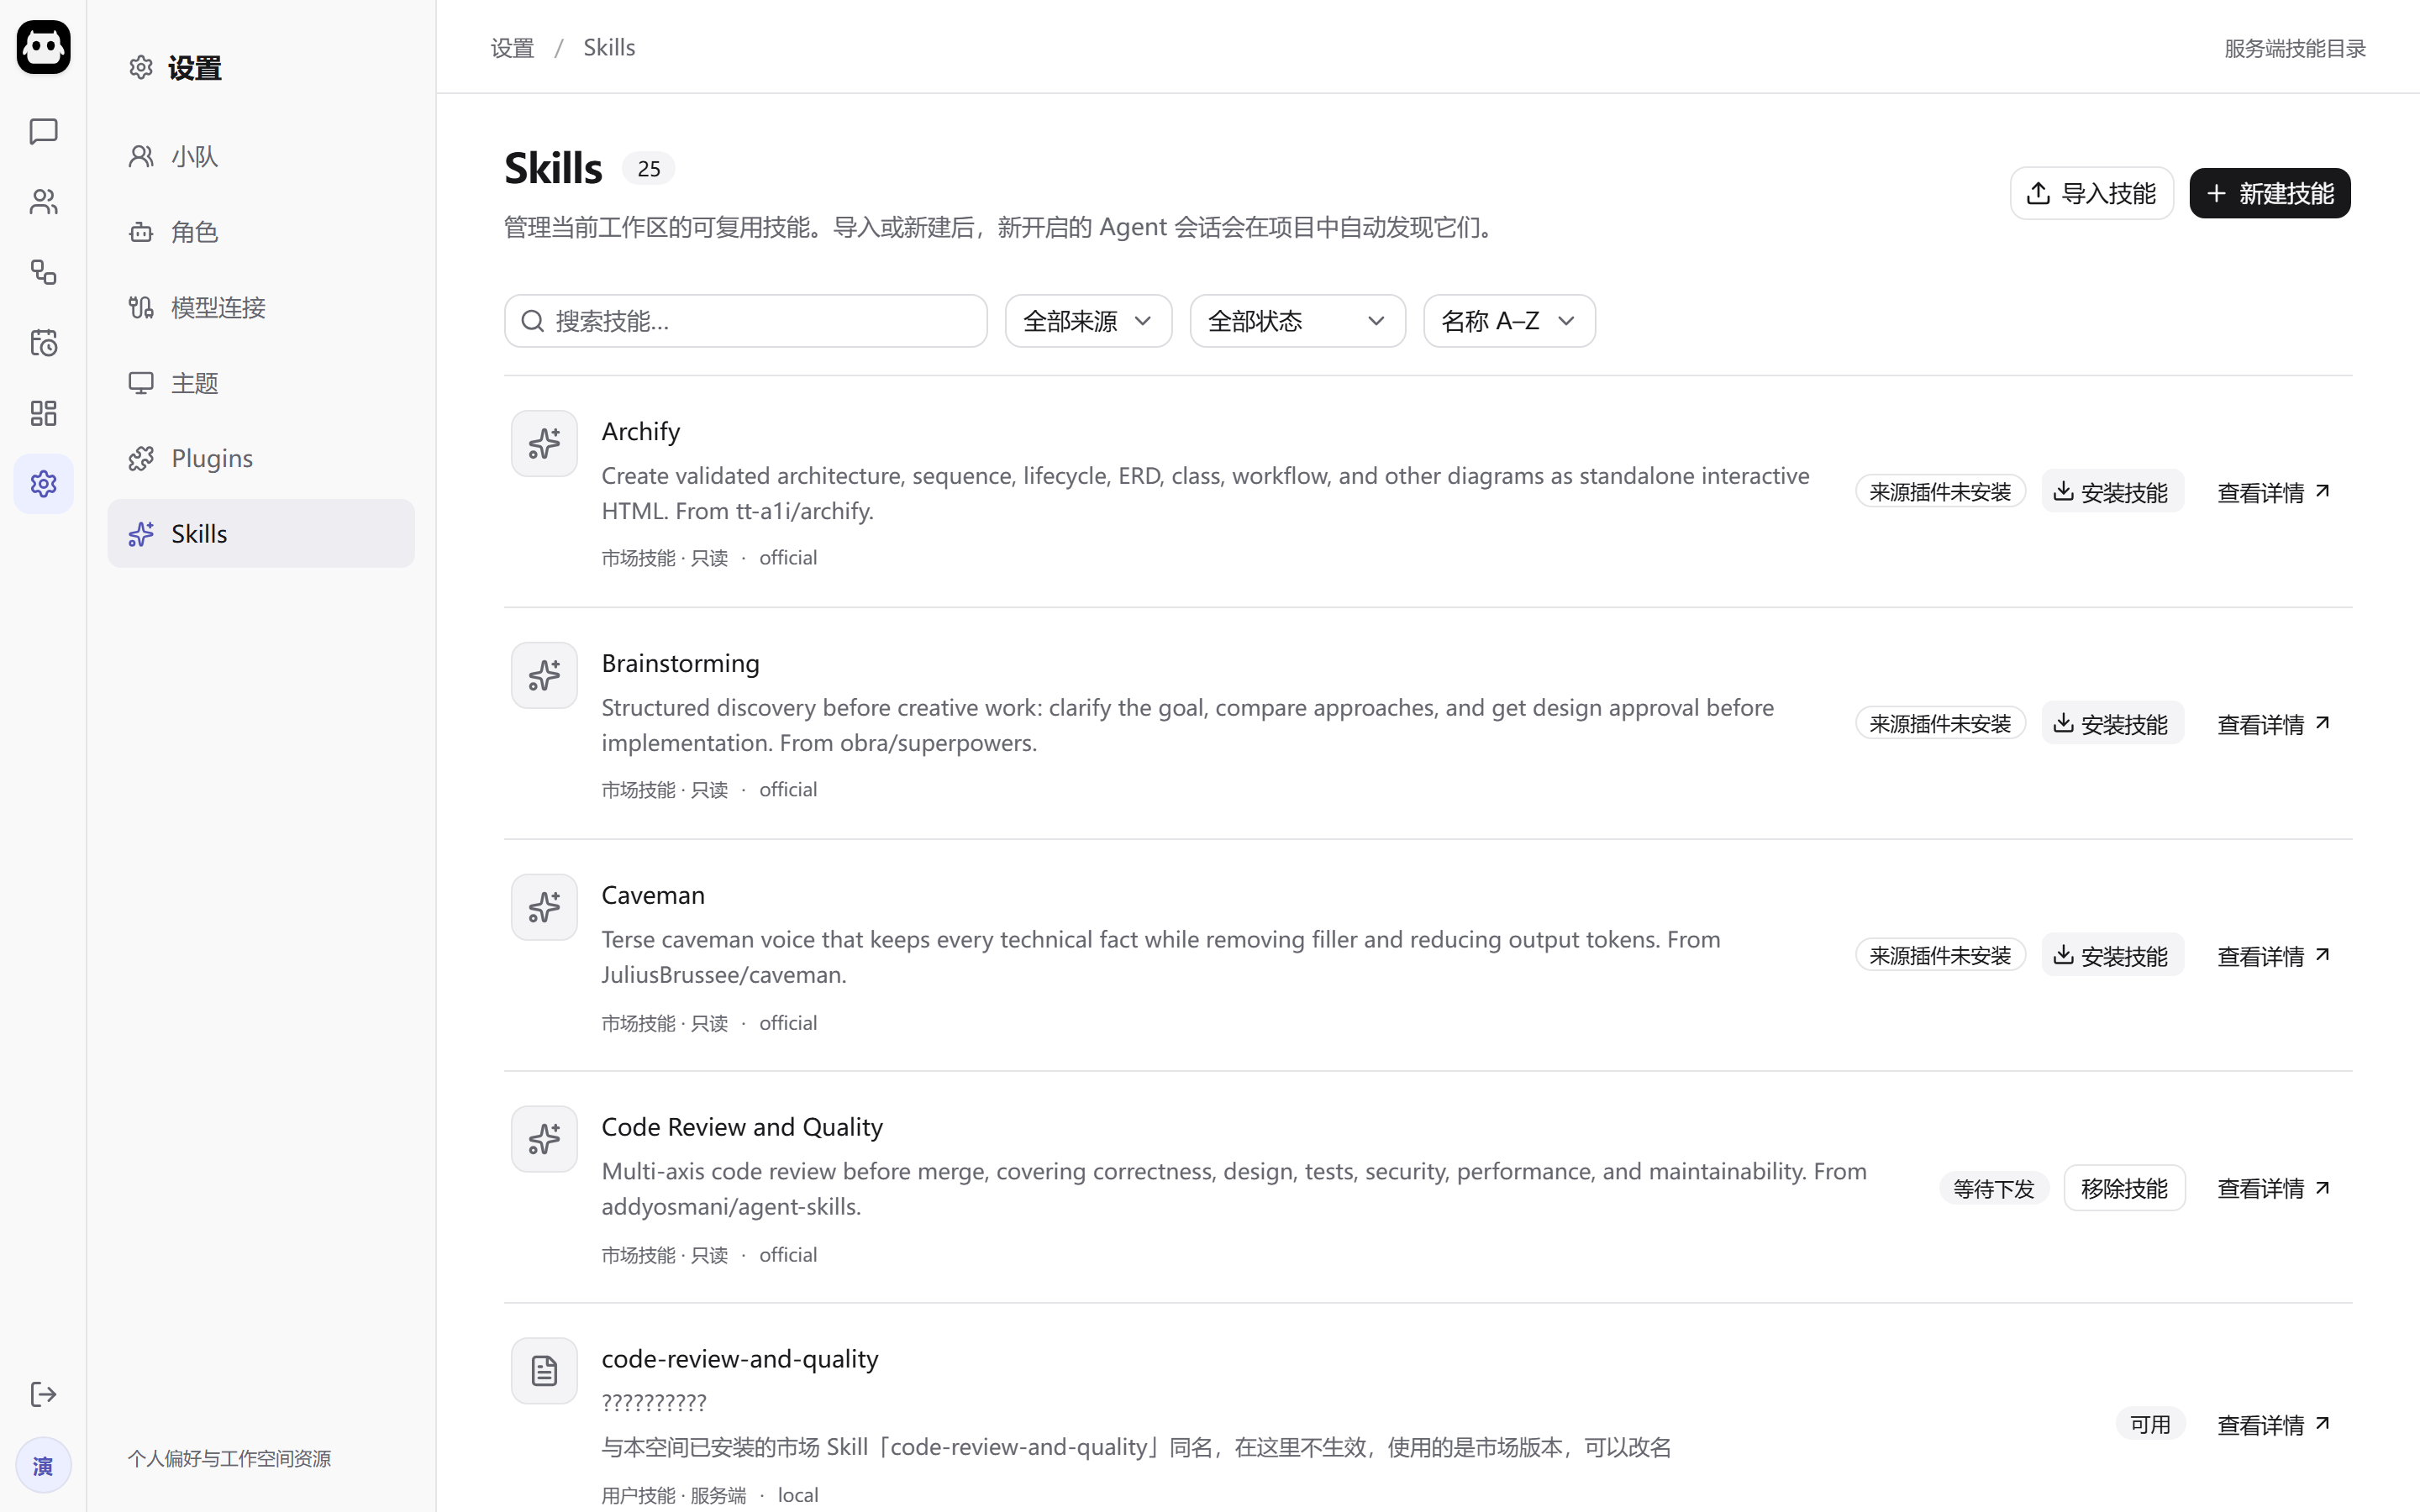 设置
小队
角色
模型连接
主题
Plugins
Skills
个人偏好与工作空间资源
演
设置 / Skills
服务端技能目录
Skills 25
管理当前工作区的可复用技能。导入或新建后，新开启的 Agent 会话会在项目中自动发现它们。
导入技能
新建技能
搜索技能...
全部来源
全部状态
名称 A–Z
Archify
Create validated architecture, sequence, lifecycle, ERD, class, workflow, and other diagrams as standalone interactive
HTML. From tt-a1i/archify.
市场技能 · 只读 · official
来源插件未安装
安装技能
查看详情
Brainstorming
Structured discovery before creative work: clarify the goal, compare approaches, and get design approval before
implementation. From obra/superpowers.
市场技能 · 只读 · official
来源插件未安装
安装技能
查看详情
Caveman
Terse caveman voice that keeps every technical fact while removing filler and reducing output tokens. From
JuliusBrussee/caveman.
市场技能 · 只读 · official
来源插件未安装
安装技能
查看详情
Code Review and Quality
Multi-axis code review before merge, covering correctness, design, tests, security, performance, and maintainability. From
addyosmani/agent-skills.
市场技能 · 只读 · official
等待下发
移除技能
查看详情
code-review-and-quality
??????????
与本空间已安装的市场 Skill「code-review-and-quality」同名，在这里不生效，使用的是市场版本，可以改名
用户技能 · 服务端 · local
可用
查看详情